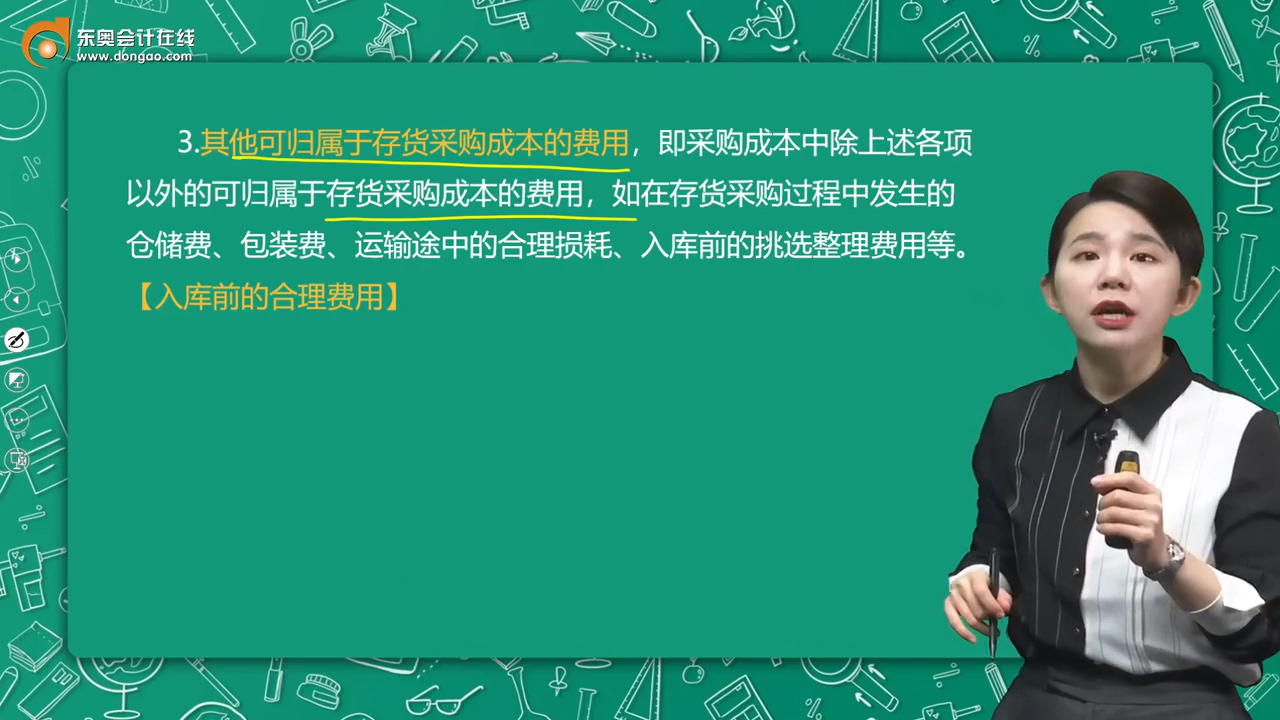 东奥会计在线
www.dongao.com
3.其他可归属于存货采购成本的费用，即采购成本中除上述各项
以外的可归属于存货采购成本的费用，如在存货采购过程中发生的
仓储费、包装费、运输途中的合理损耗、入库前的挑选整理费用等。
【入库前的合理费用】